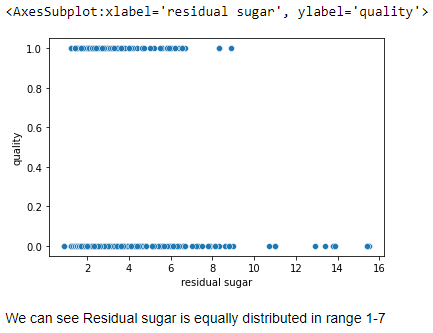 <AxesSubplot:xlabel='residual sugar', ylabel='quality'>
1.0
0.8
0.6
0.4
0.2
0.0
quality
2 4 6 8 10 12 14 16
residual sugar
We can see Residual sugar is equally distributed in range 1-7